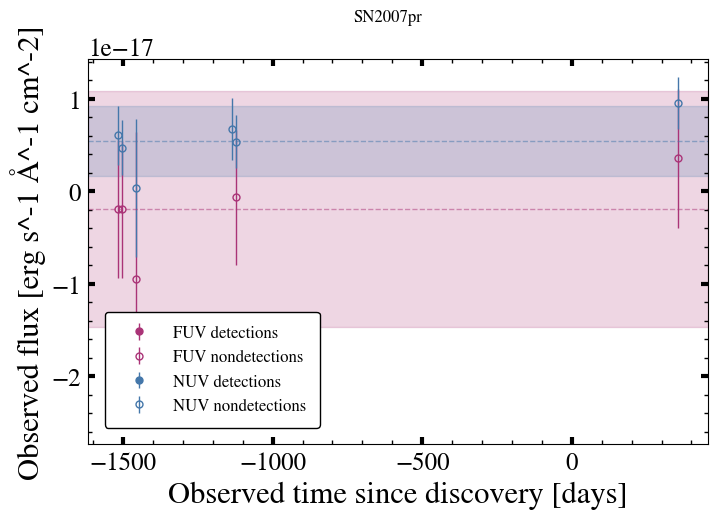 SN2007pr
1e−17
Observed flux [erg s^-1 Å^-1 cm^-2]
1
0
−1
−2
FUV detections
FUV nondetections
NUV detections
NUV nondetections
−1500 −1000 −500 0
Observed time since discovery [days]